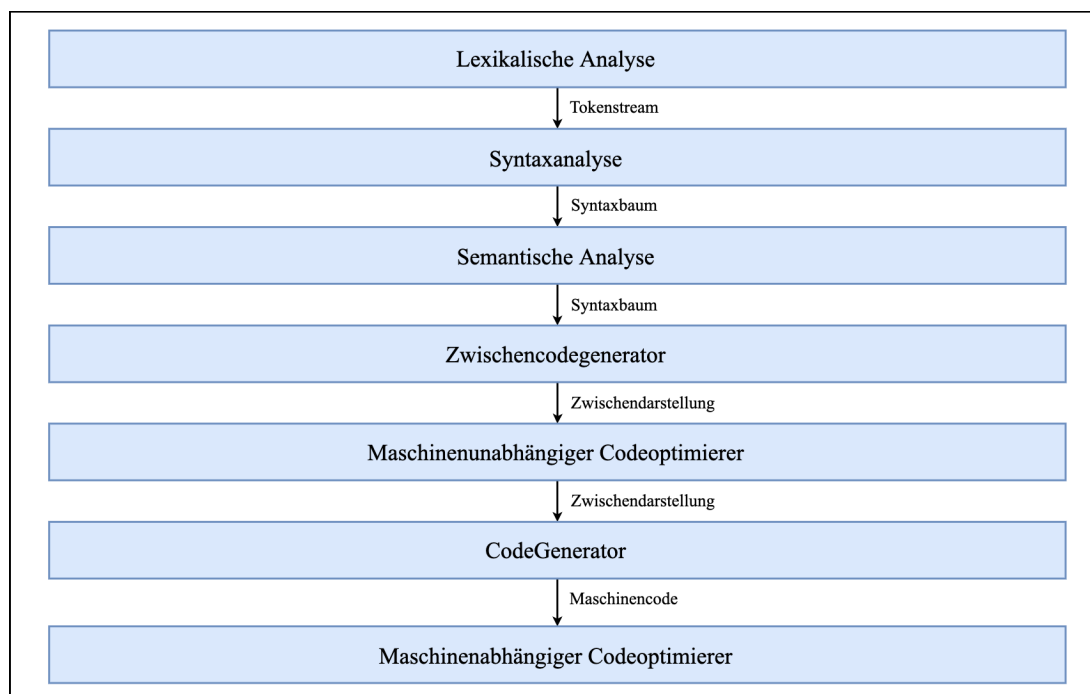 Lexikalische Analyse
Tokenstream
Syntaxanalyse
Syntaxbaum
Semantische Analyse
Syntaxbaum
Zwischencodegenerator
Zwischendarstellung
Maschinenunabhängiger Codeoptimierer
Zwischendarstellung
CodeGenerator
Maschinencode
Maschinenabhängiger Codeoptimierer